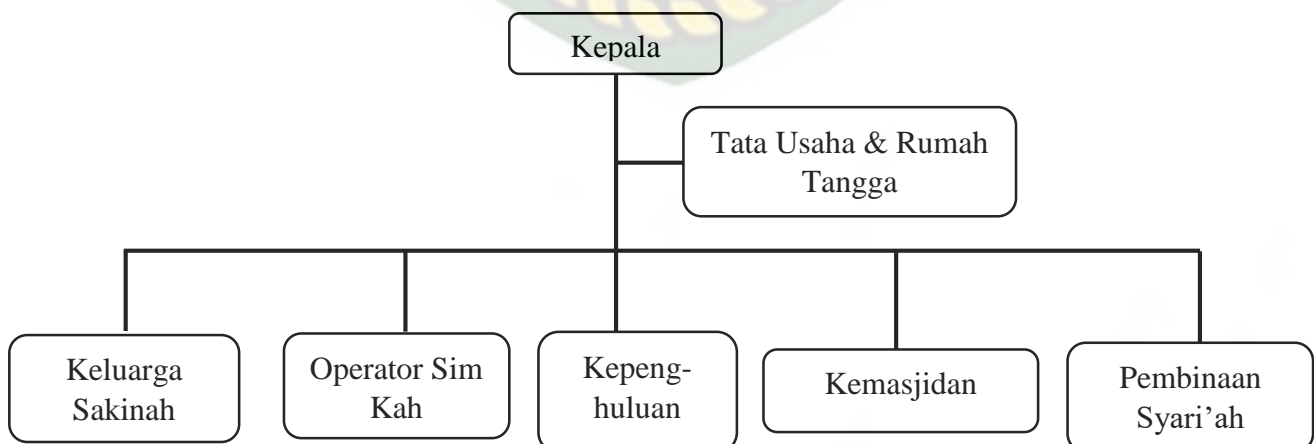 Kepala
Tata Usaha & Rumah
Tangga
Keluarga
Sakinah
Operator Sim
Kah
Kepeng-
huluan
Kemasjidan
Pembinaan
Syari’ah